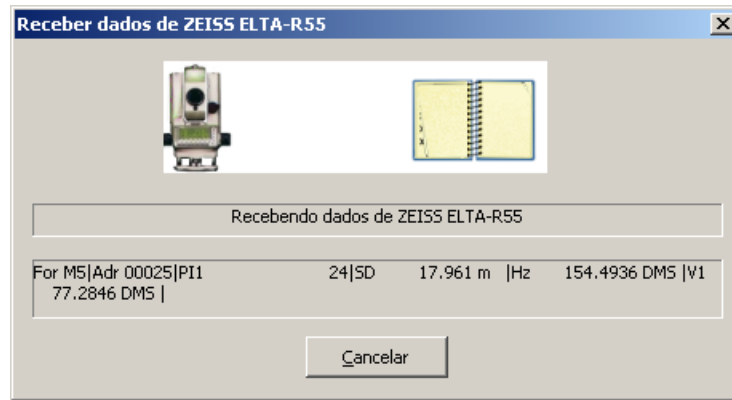 Receber dados de ZEISS ELTA-R55
Recebendo dados de ZEISS ELTA-R55
For M5|Adr 00025|PI1 24|SD 17.961 m |Hz 154.4936 DMS |V1
77.2846 DMS |
Cancelar